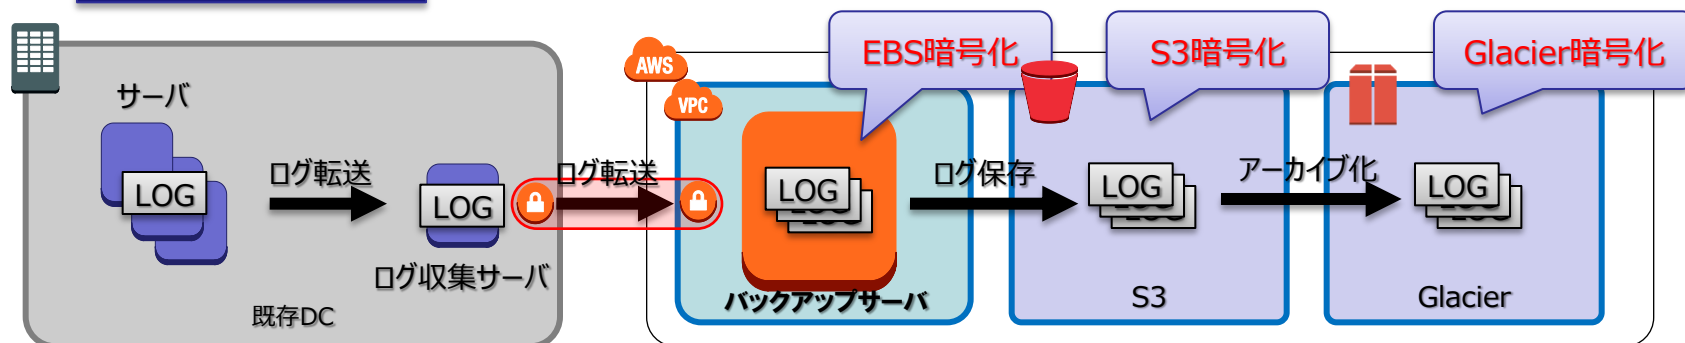 EBS暗号化
S3暗号化
Glacier暗号化
AWS
VPC
サーバ
LOG
ログ転送
LOG
ログ収集サーバ
既存DC
ログ転送
LOG
バックアップサーバ
ログ保存
LOG
S3
アーカイブ化
LOG
Glacier